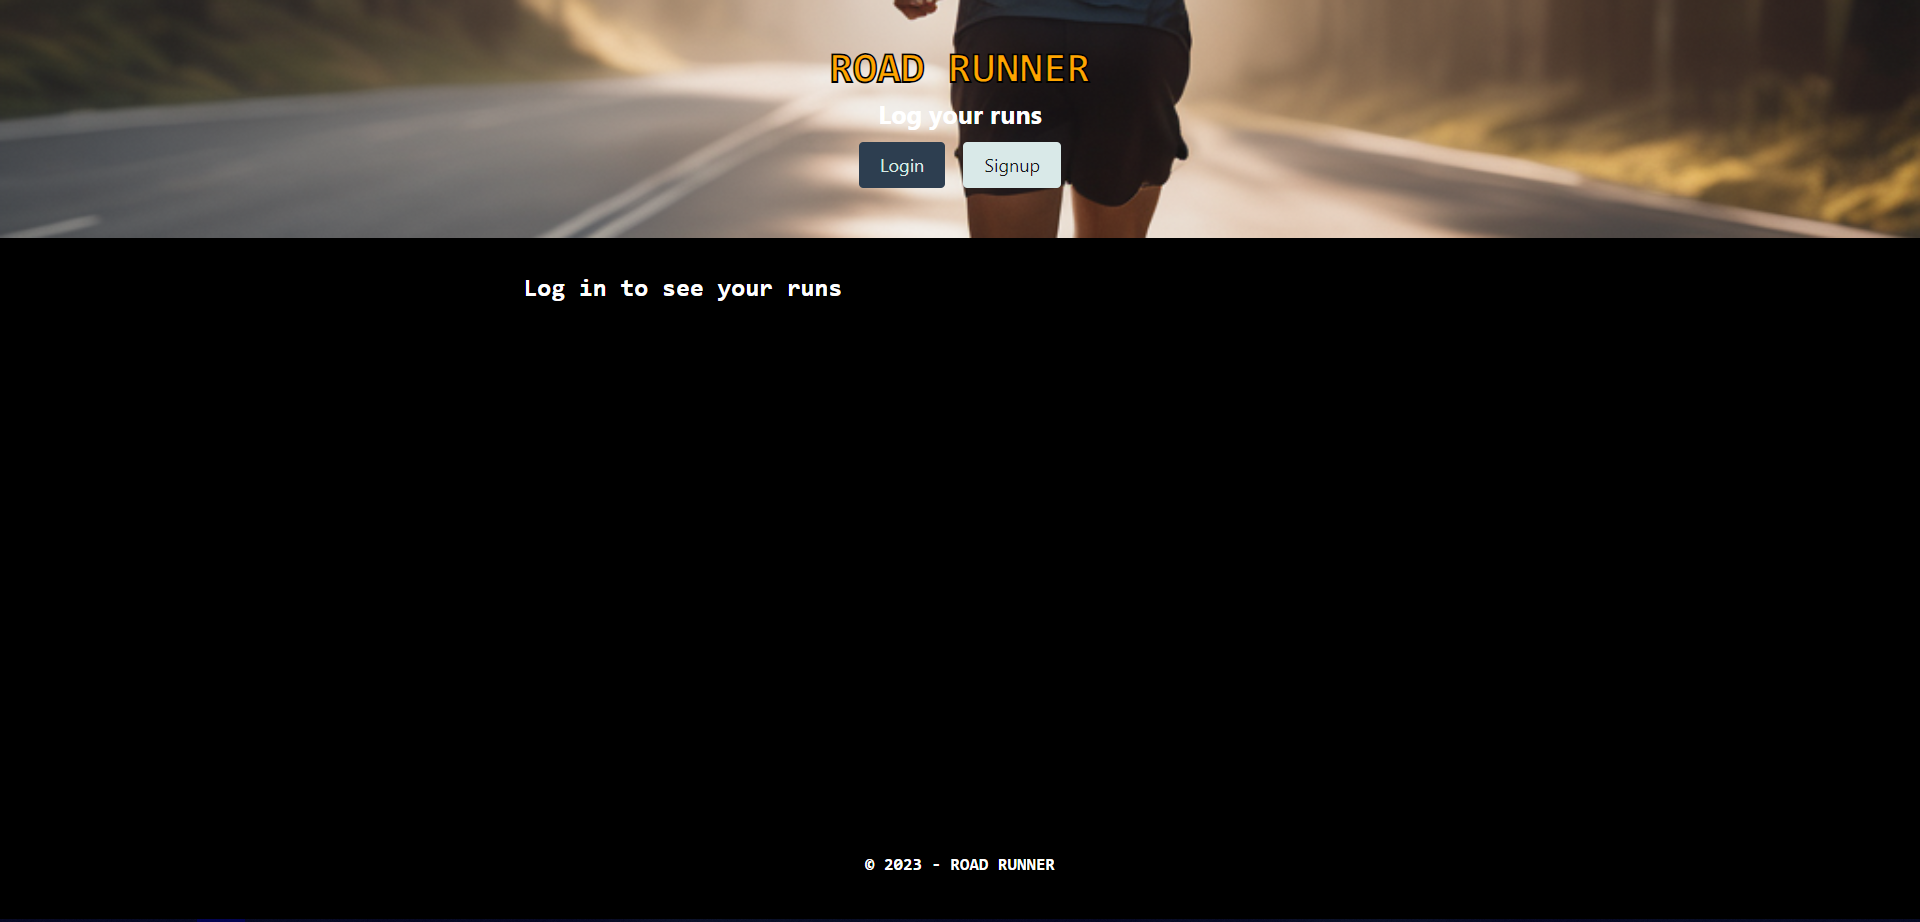 ROAD RUNNER
Log your runs
Login Signup
Log in to see your runs
© 2023 - ROAD RUNNER